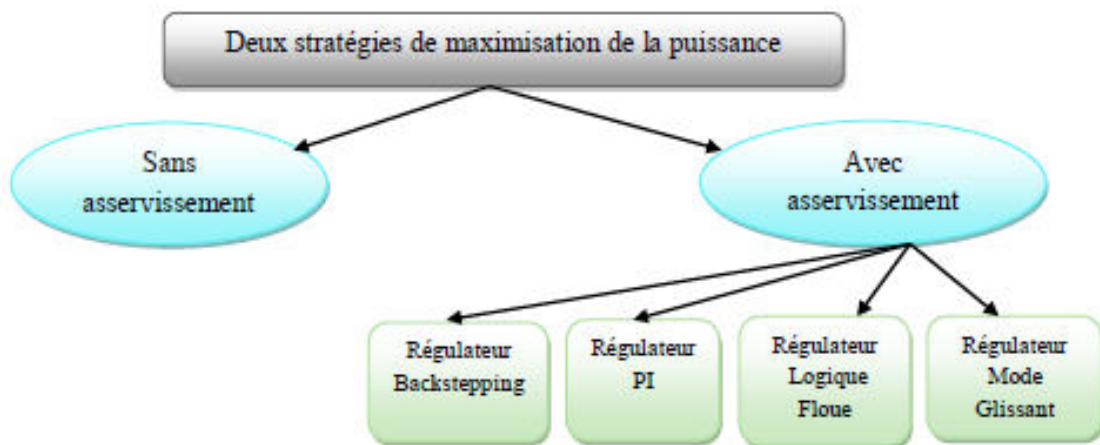 Deux stratégies de maximisation de la puissance
Sans
asservissement
Avec
asservissement
Régulateur
Backstepping
Régulateur
PI
Régulateur
Logique
Floue
Régulateur
Mode
Glissant